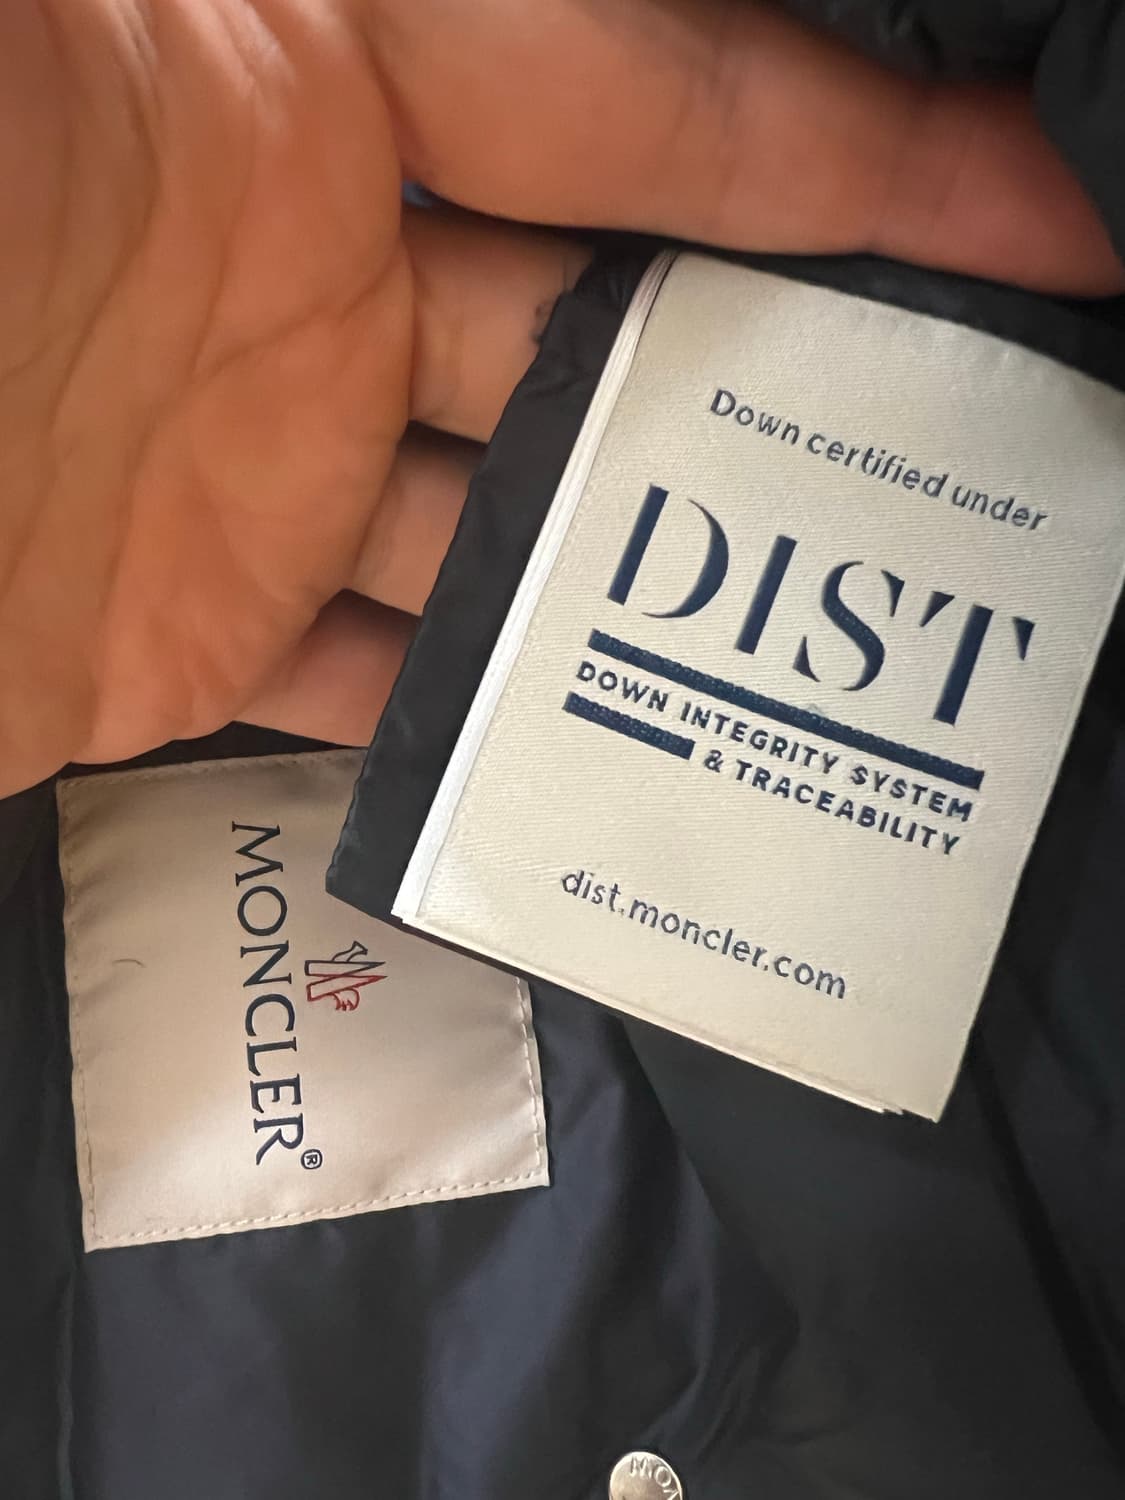 Down certified under
DIST
DOWN INTEGRITY SYSTEM
& TRACEABILITY
dist.moncler.com
MONCLER®